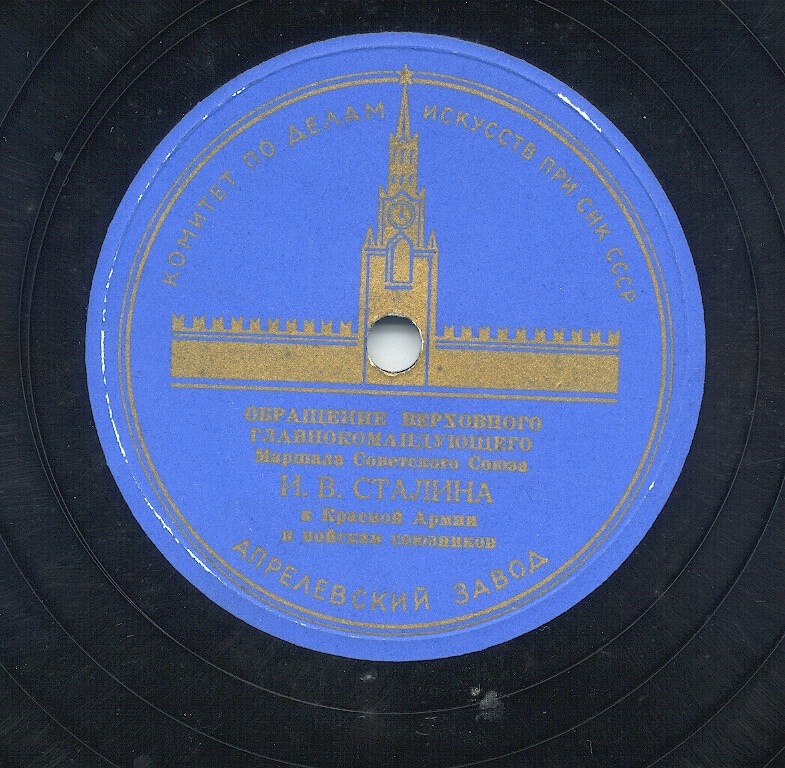 КОМИТЕТ ПО ДЕЛАМ ИСКУССТВ ПРИ СНК СССР
ОБРАЩЕНИЕ ВЕРХОВНОГО
ГЛАВНОКОМАНДУЮЩЕГО
Маршала Советского Союза
И. В. СТАЛИНА
к Красной Армии
и войскам союзников
АПРЕЛЕВСКИЙ ЗАВОД